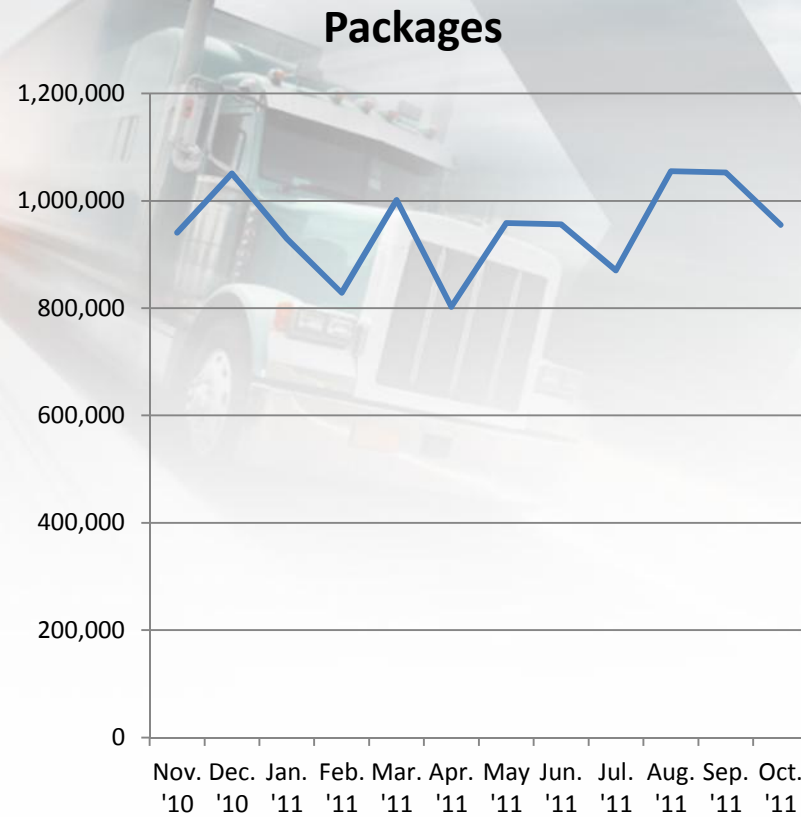 Packages
1,200,000
1,000,000
800,000
600,000
400,000
200,000
0
Nov. Dec. Jan. Feb. Mar. Apr. May Jun. Jul. Aug. Sep. Oct.
'10 '10 '11 '11 '11 '11 '11 '11 '11 '11 '11 '11